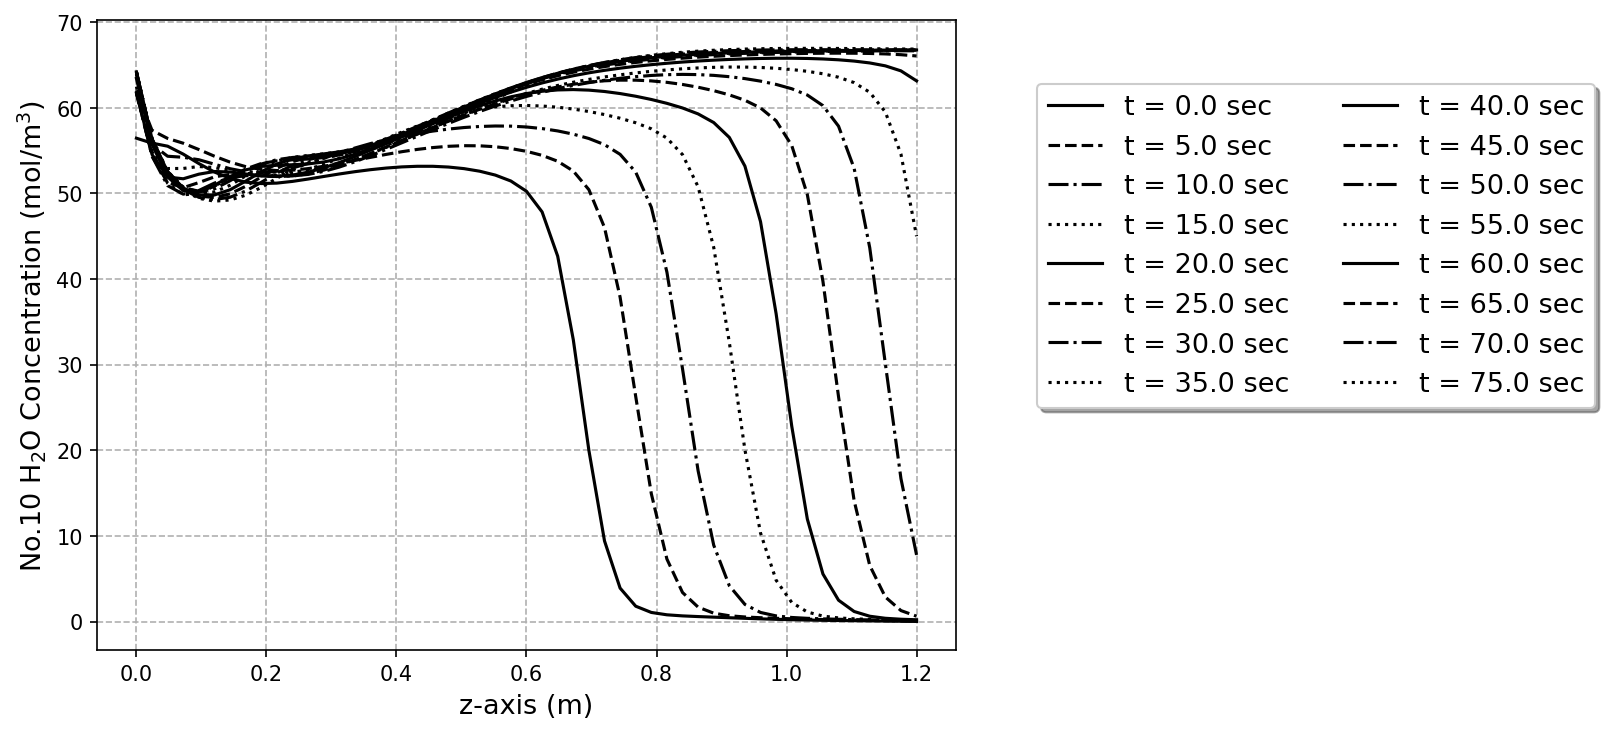 70
60
50
40
30
20
10
0
No.10 H₂O Concentration (mol/m³)
0.0 0.2 0.4 0.6 0.8 1.0 1.2
z-axis (m)
t = 0.0 sec
t = 5.0 sec
t = 10.0 sec
t = 15.0 sec
t = 20.0 sec
t = 25.0 sec
t = 30.0 sec
t = 35.0 sec
t = 40.0 sec
t = 45.0 sec
t = 50.0 sec
t = 55.0 sec
t = 60.0 sec
t = 65.0 sec
t = 70.0 sec
t = 75.0 sec